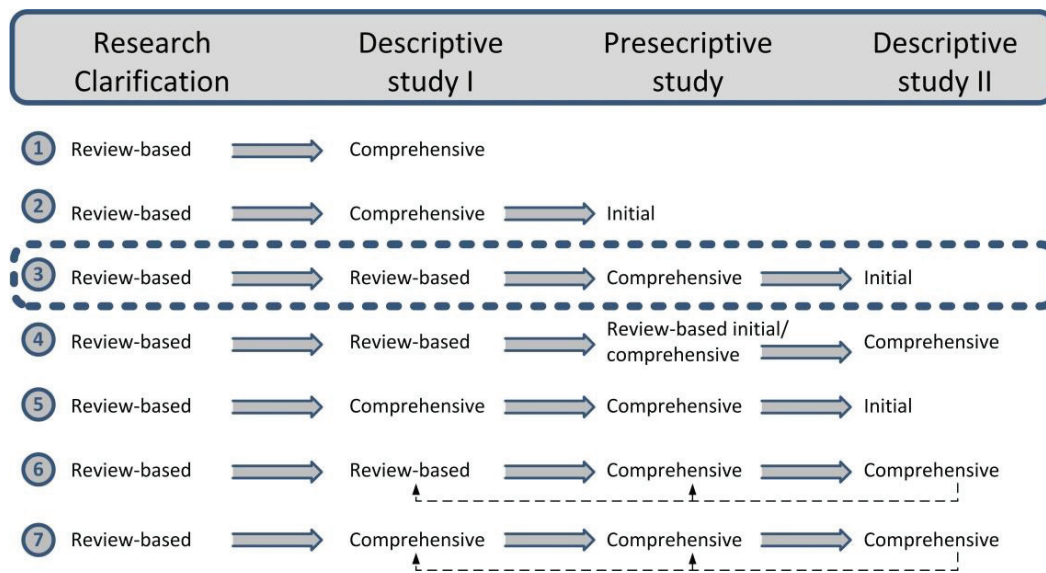 Research Clarification
Descriptive study I
Presecriptive study
Descriptive study II
1 Review-based Comprehensive
2 Review-based Comprehensive Initial
3 Review-based Review-based Comprehensive Initial
4 Review-based Review-based Review-based initial/
comprehensive Comprehensive
5 Review-based Comprehensive Comprehensive Initial
6 Review-based Review-based Comprehensive Comprehensive
7 Review-based Comprehensive Comprehensive Comprehensive